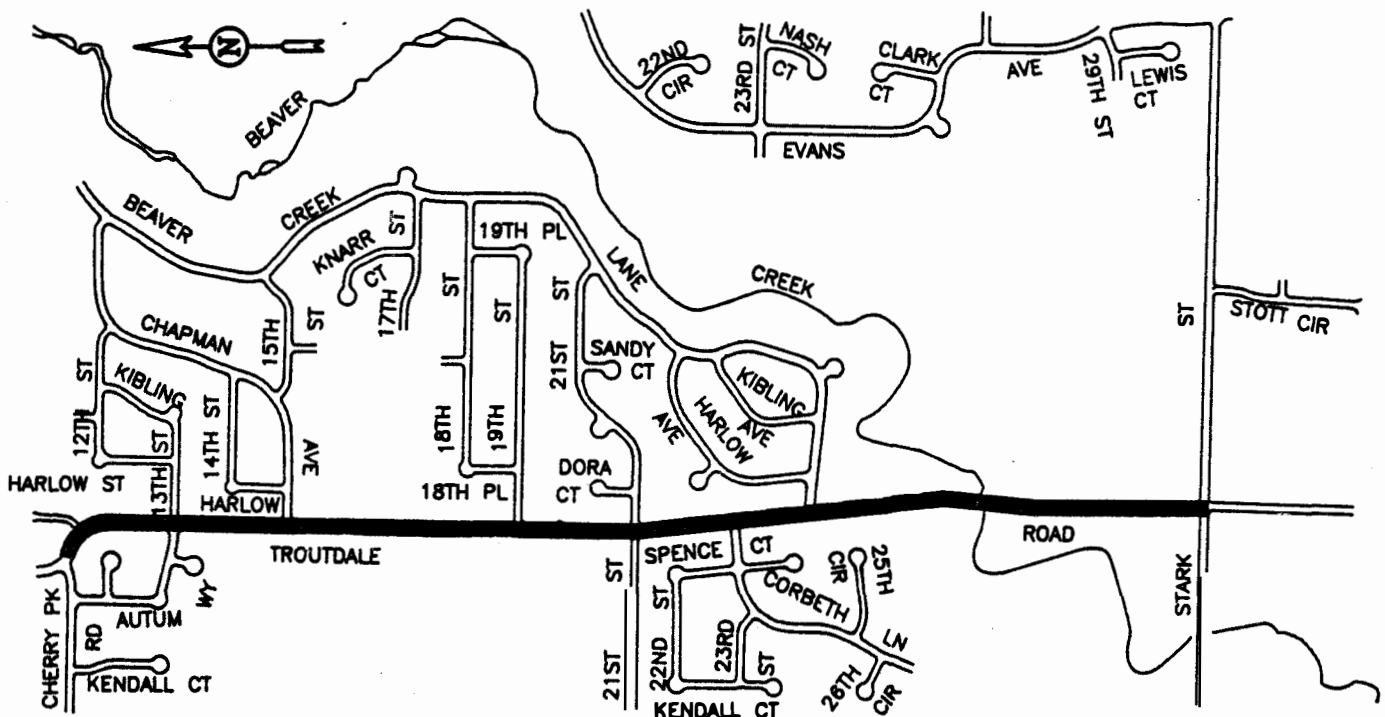 N
BEAVER
22ND
CIR
23RD ST
NASH
CT
CLARK
CT
AVE
29TH ST
LEWIS
CT
EVANS
BEAVER
CREEK
LANE
KNARR
CT
17TH
ST
19TH PL
ST
18TH
ST
19TH
18TH PL
CHAPMAN
AVE
15TH
ST
KIBLING
ST
12TH
14TH ST
13TH ST
HARLOW ST
HARLOW
21ST
ST
SANDY
CT
DORA
CT
CREEK
KIBLING
AVE
HARLOW
AVE
ST
STOTT CIR
TROUTDALE
ROAD
SPENCE
CT
25TH
CIR
CORBETH
LN
26TH
CIR
ST
22ND
23RD
ST
KENDALL CT
ST
21ST
STARK
CHERRY PK
RD
AUTUM
WY
KENDALL CT